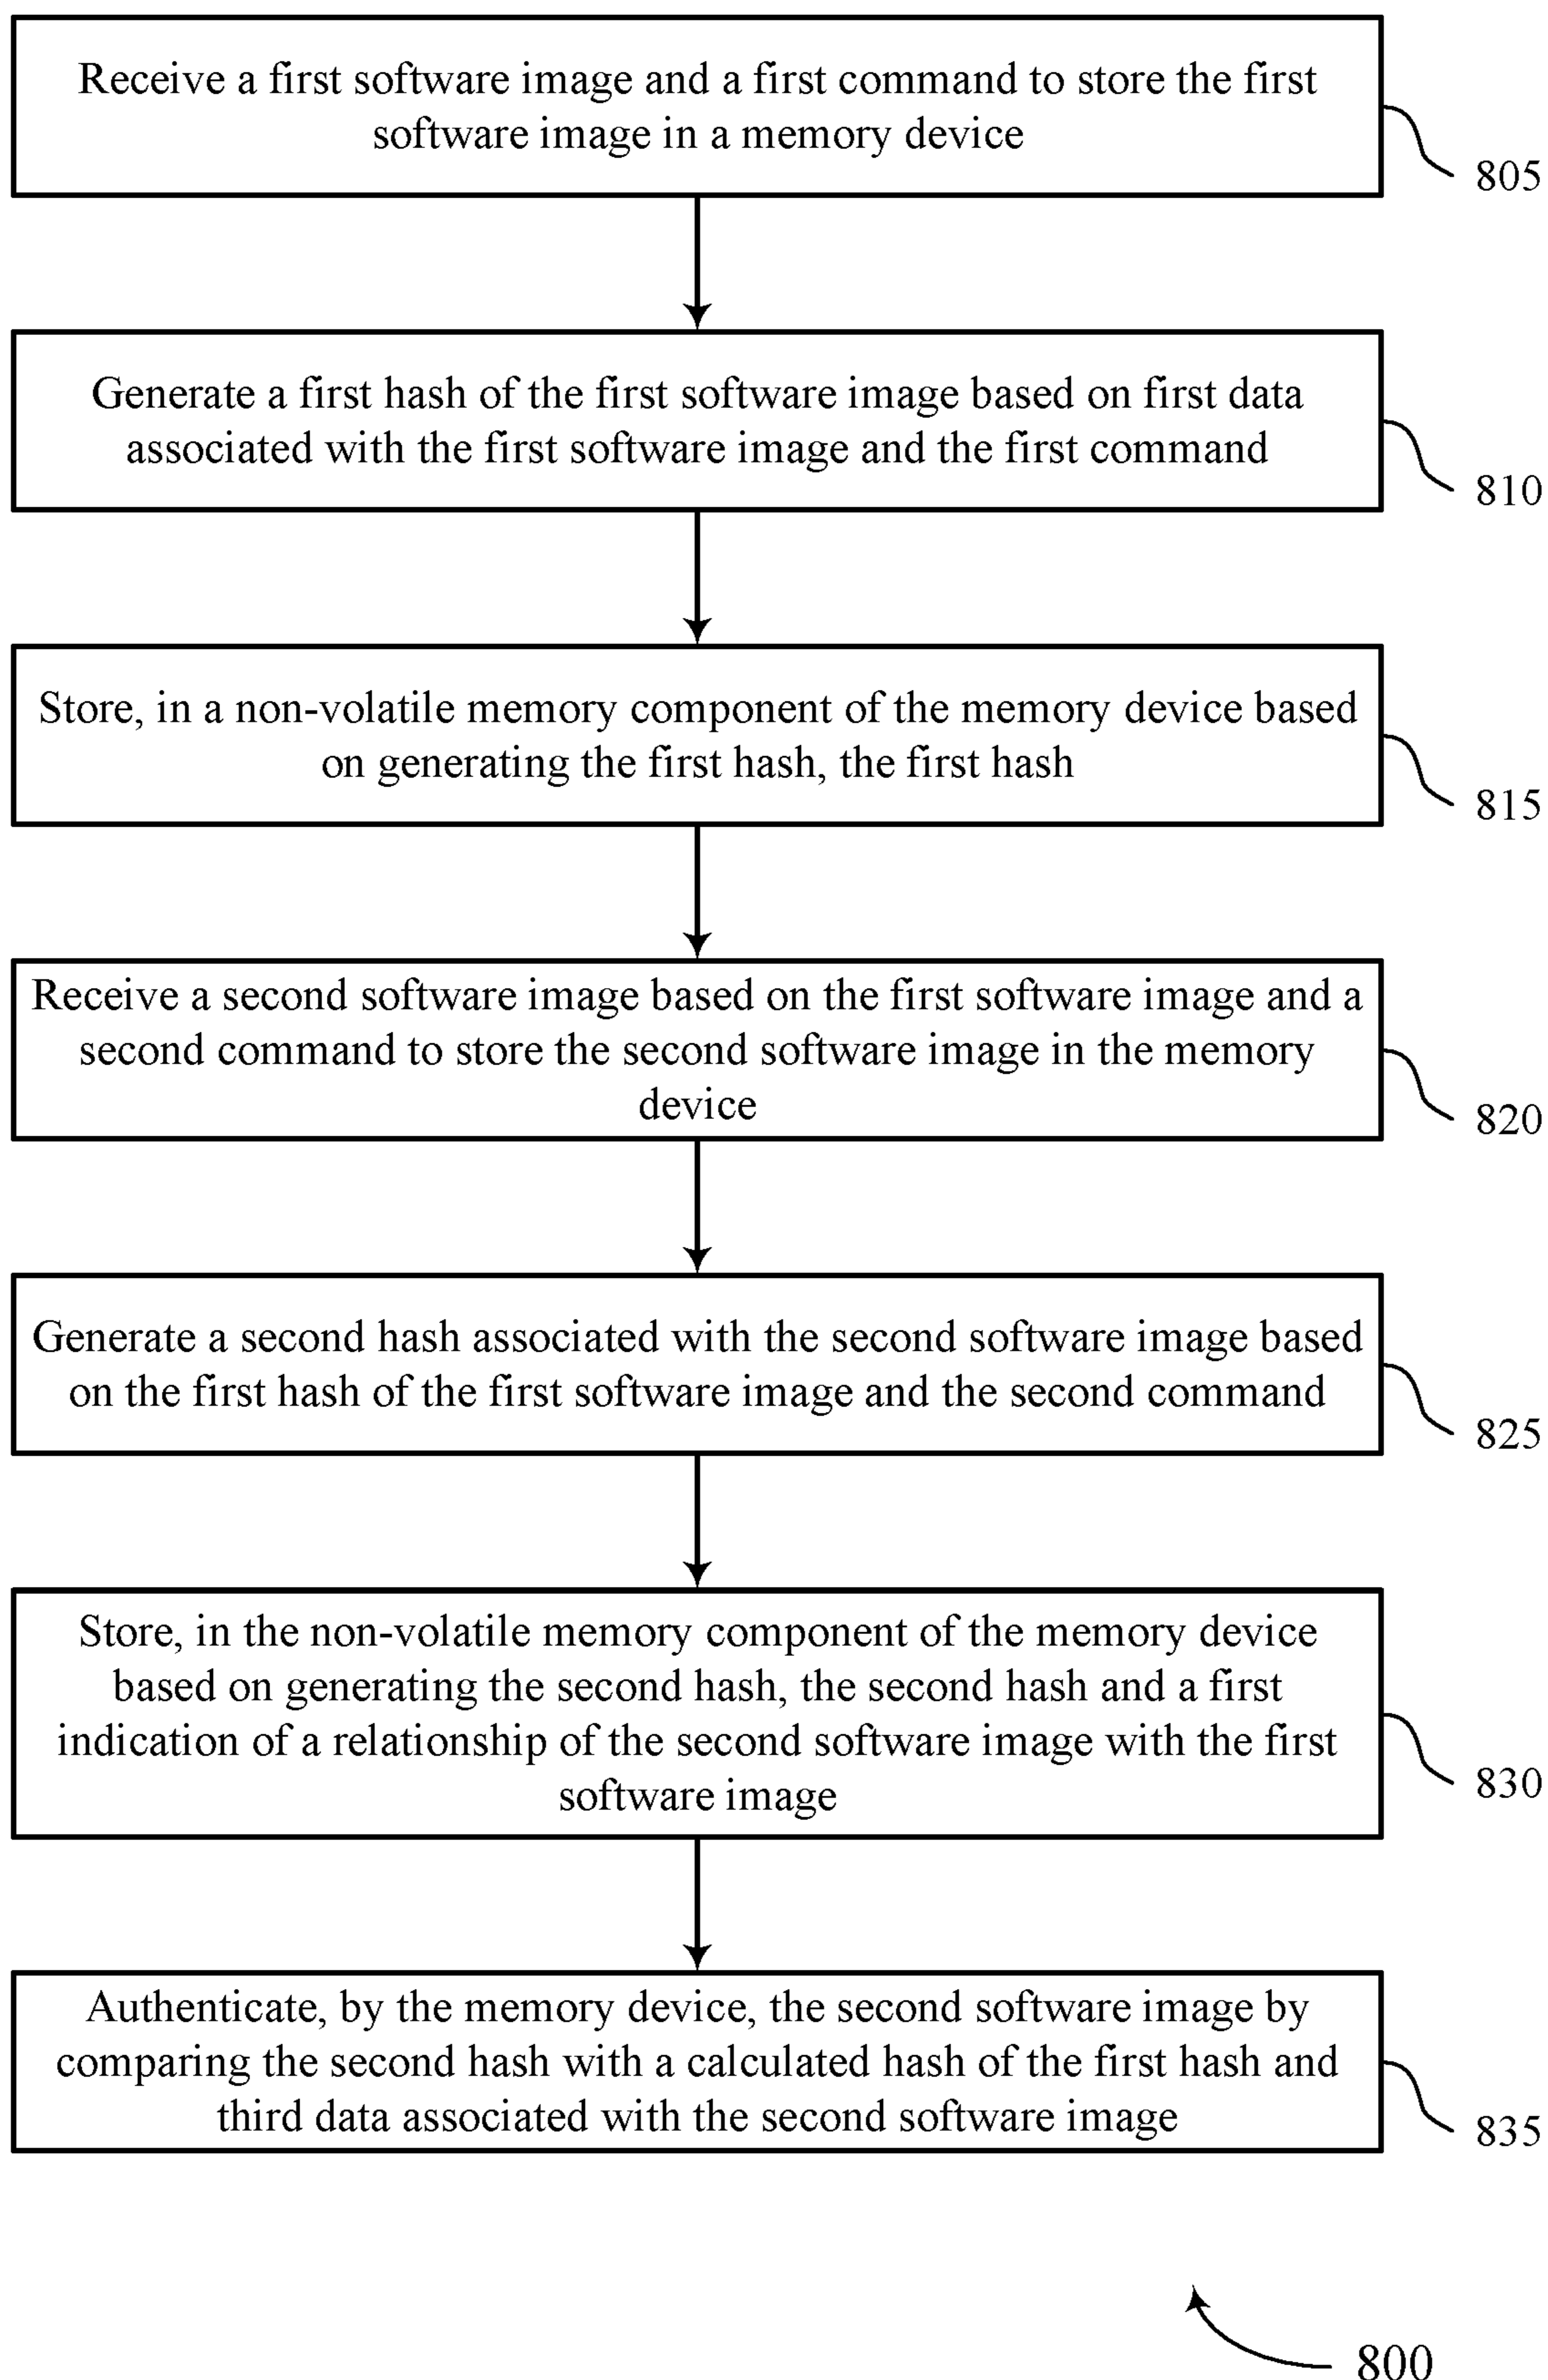 Receive a first software image and a first command to store the first
software image in a memory device
805
Generate a first hash of the first software image based on first data
associated with the first software image and the first command
810
Store, in a non-volatile memory component of the memory device based
on generating the first hash, the first hash
815
Receive a second software image based on the first software image and a
second command to store the second software image in the memory
device
820
Generate a second hash associated with the second software image based
on the first hash of the first software image and the second command
825
Store, in the non-volatile memory component of the memory device
based on generating the second hash, the second hash and a first
indication of a relationship of the second software image with the first
software image
830
Authenticate, by the memory device, the second software image by
comparing the second hash with a calculated hash of the first hash and
third data associated with the second software image
835
800